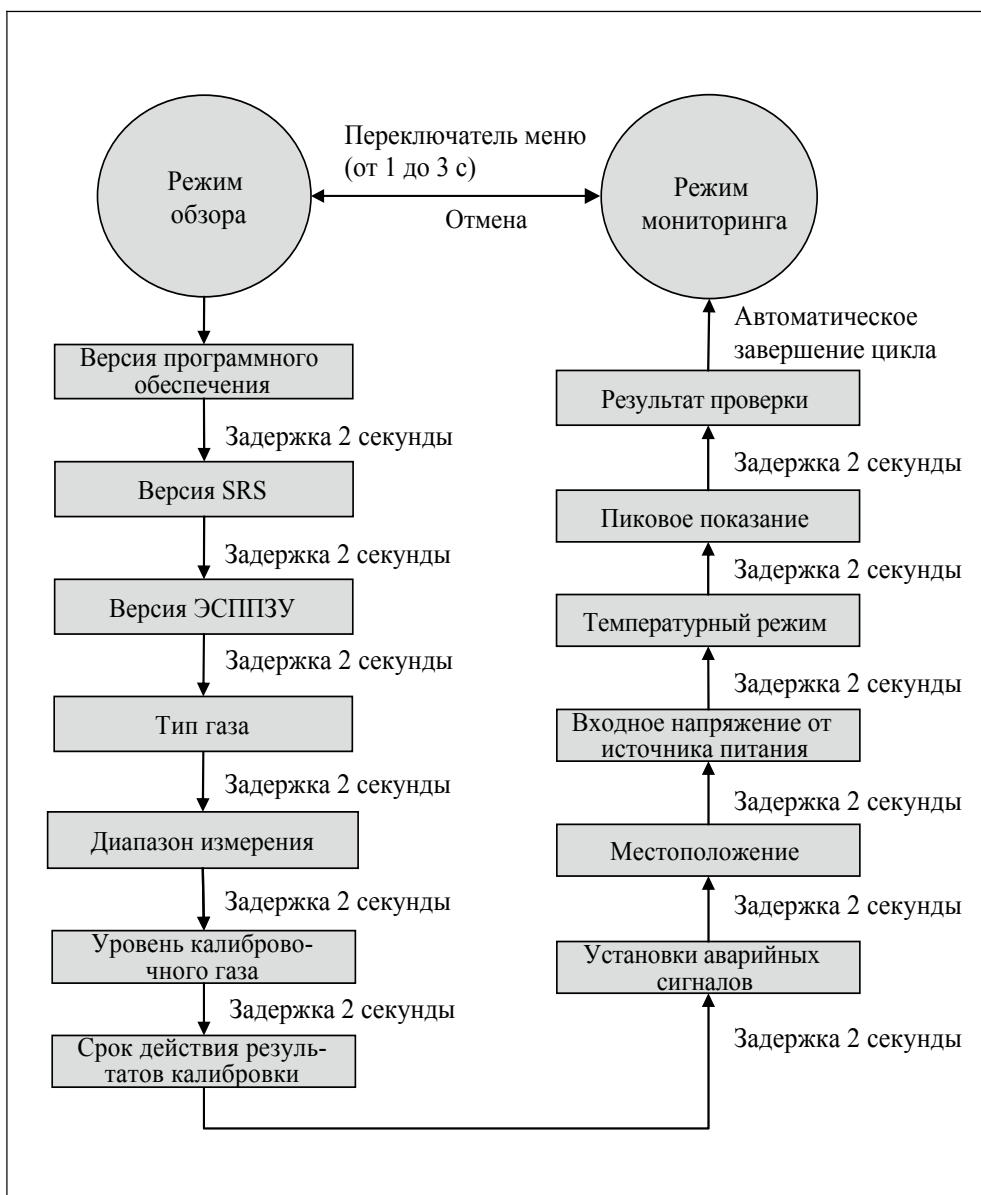 Режим
обзора
Переключатель меню
(от 1 до 3 с)
Отмена
Режим
мониторинга
Версия программного
обеспечения
Задержка 2 секунды
Версия SRS
Задержка 2 секунды
Версия ЭСППЗУ
Задержка 2 секунды
Тип газа
Задержка 2 секунды
Диапазон измерения
Задержка 2 секунды
Уровень калиброво-
чного газа
Задержка 2 секунды
Срок действия резуль-
татов калибровки
Задержка 2 секунды
Установки аварийных
сигналов
Задержка 2 секунды
Местоположение
Задержка 2 секунды
Входное напряжение от
источника питания
Задержка 2 секунды
Температурный режим
Задержка 2 секунды
Пиковое показание
Задержка 2 секунды
Результат проверки
Автоматическое
завершение цикла